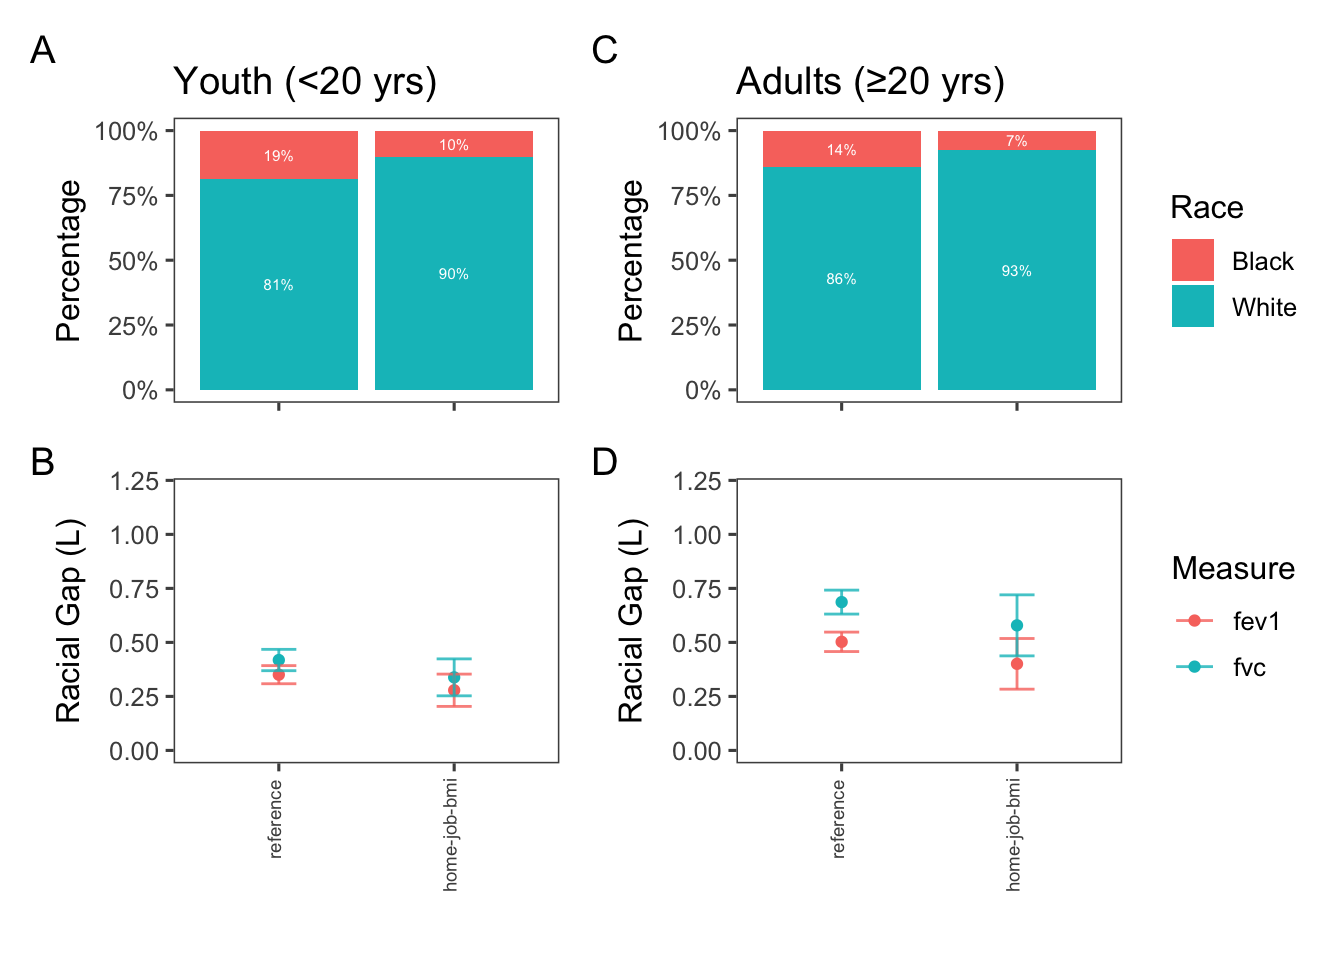 A
Youth (<20 yrs)
Percentage
100%
75%
50%
25%
0%
19%
10%
81%
90%
C
Adults (≥20 yrs)
Percentage
100%
75%
50%
25%
0%
14%
7%
86%
93%
Race
Black
White
B
Racial Gap (L)
1.25
1.00
0.75
0.50
0.25
0.00
reference
home-job-bmi
D
Racial Gap (L)
1.25
1.00
0.75
0.50
0.25
0.00
reference
home-job-bmi
Measure
fev1
fvc